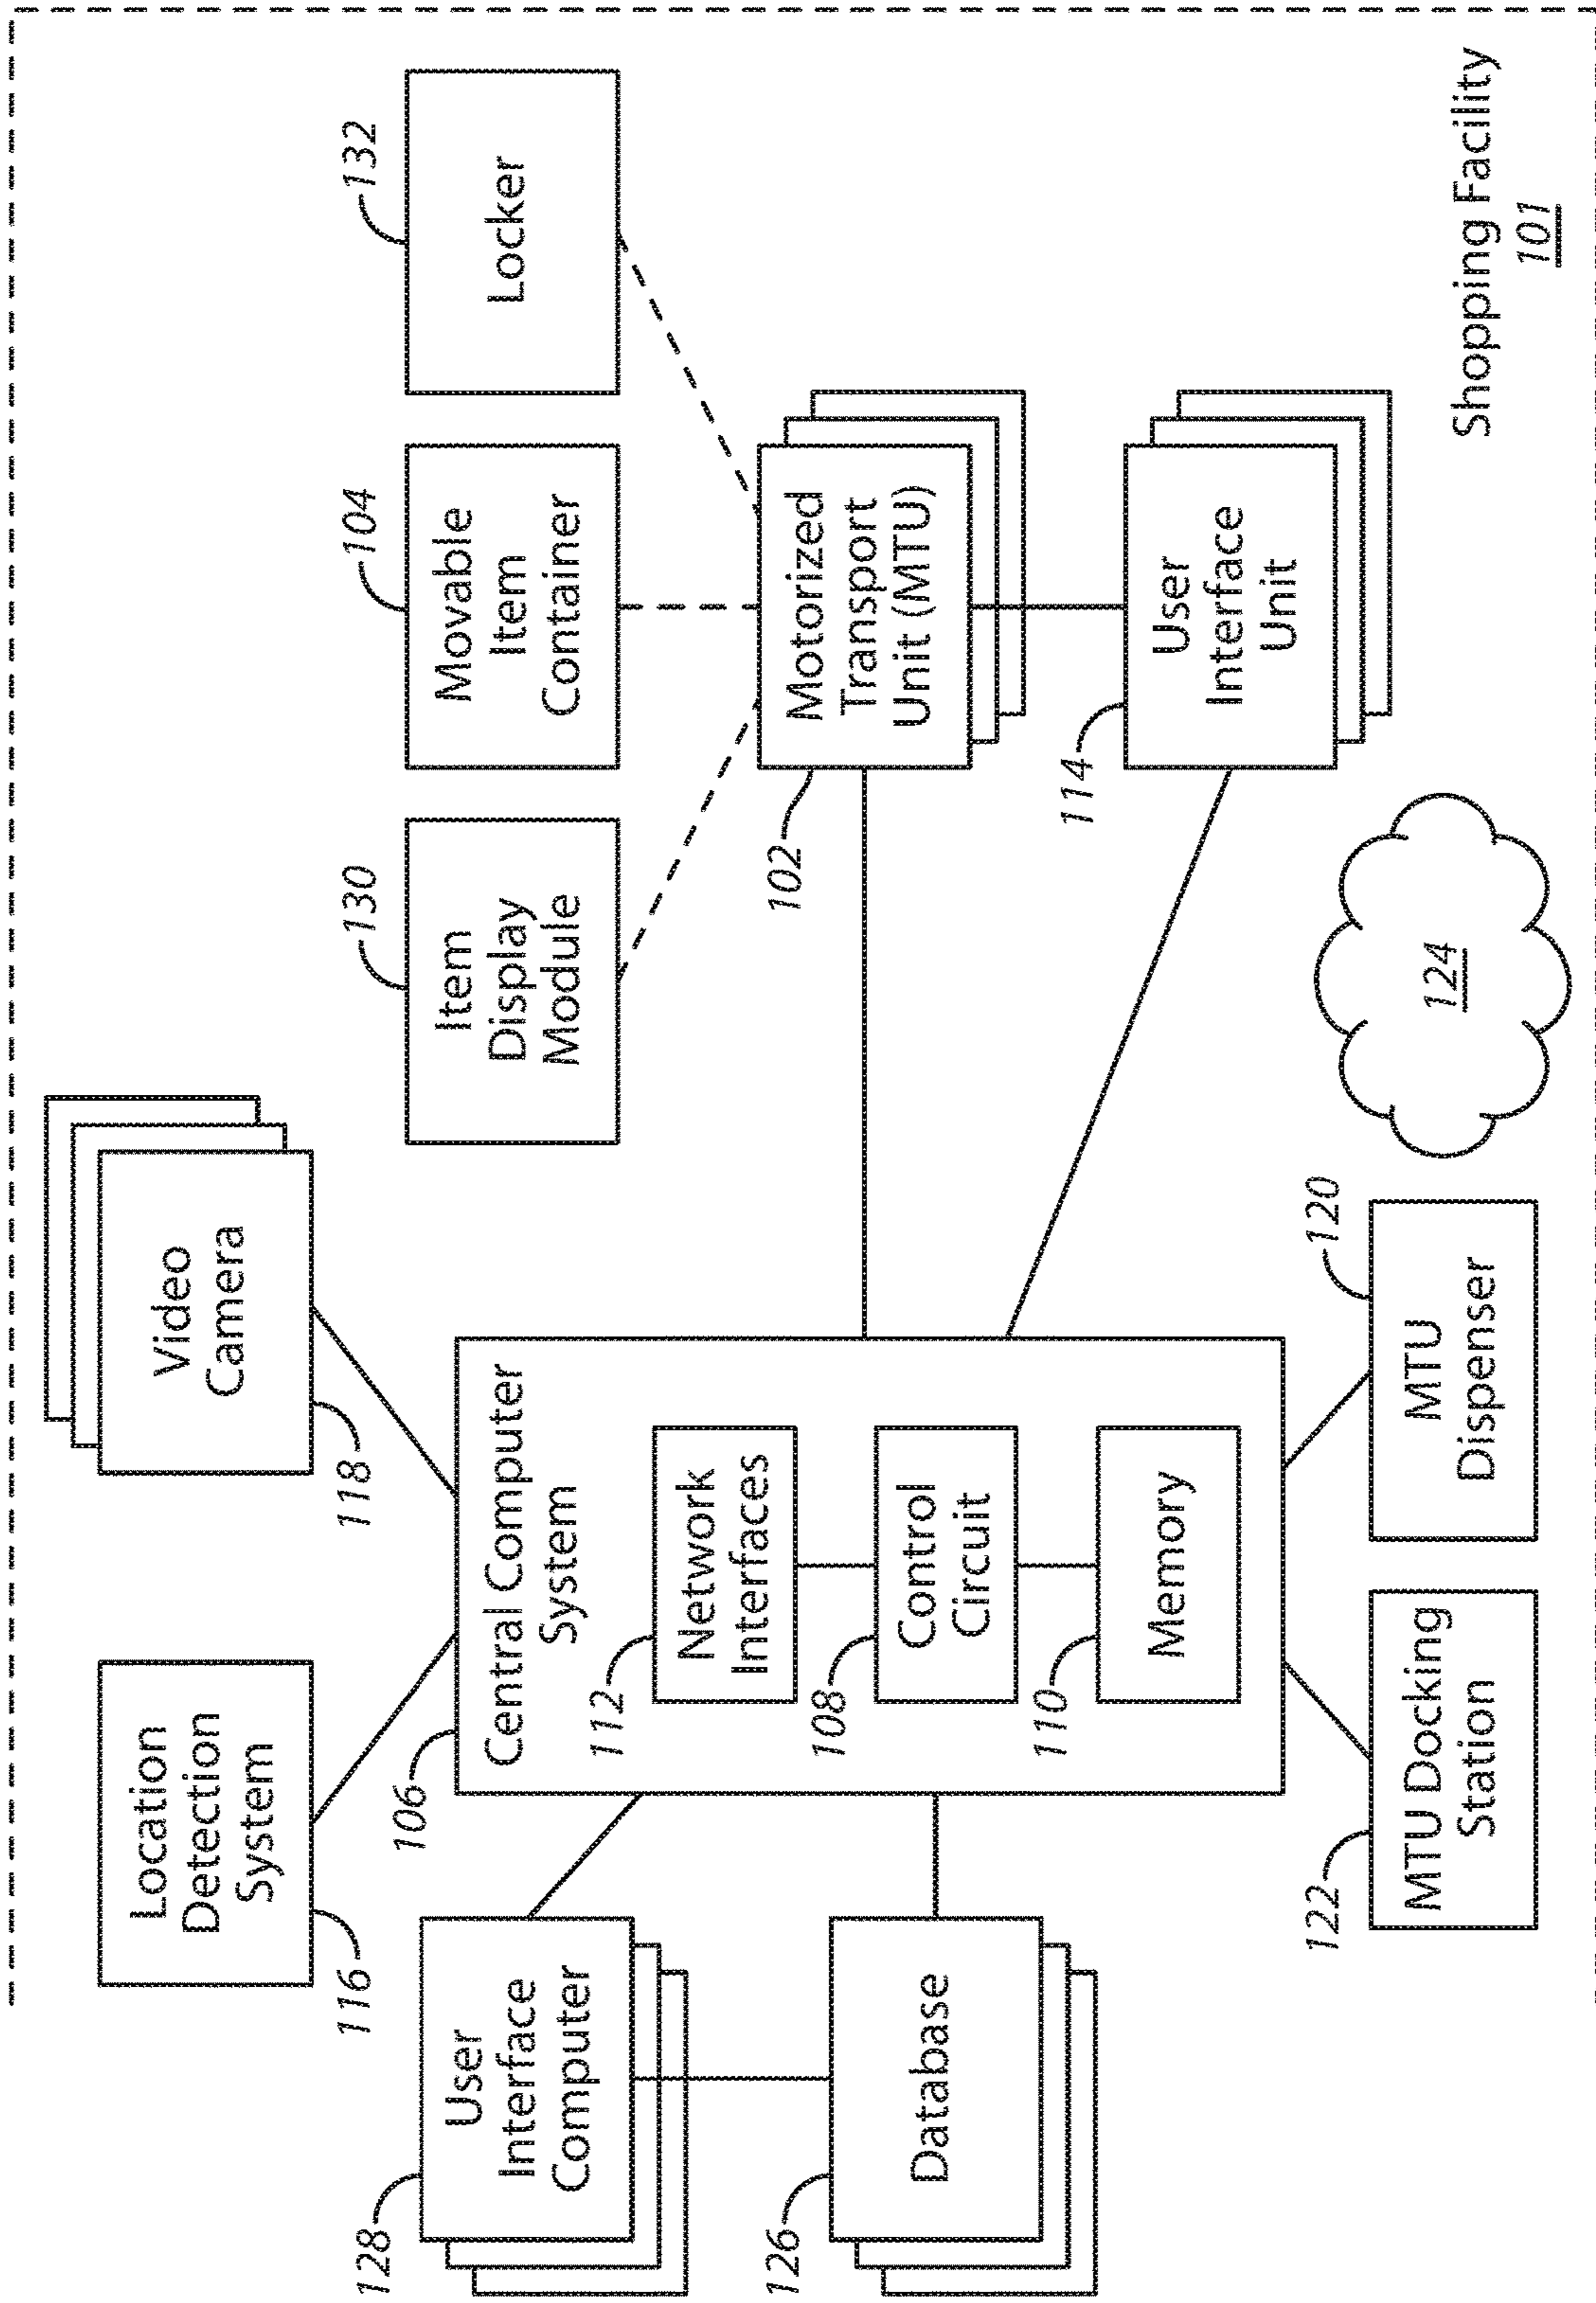 128
User
Interface
Computer
126
Database
116
Location
Detection
System
118
Video
Camera
106
Central Computer
System
112
Network
Interfaces
108
Control
Circuit
110
Memory
122
MTU Docking
Station
120
MTU
Dispenser
130
Item
Display
Module
104
Movable
Item
Container
132
Locker
102
Motorized
Transport
Unit (MTU)
114
User
Interface
Unit
124
Shopping Facility
101